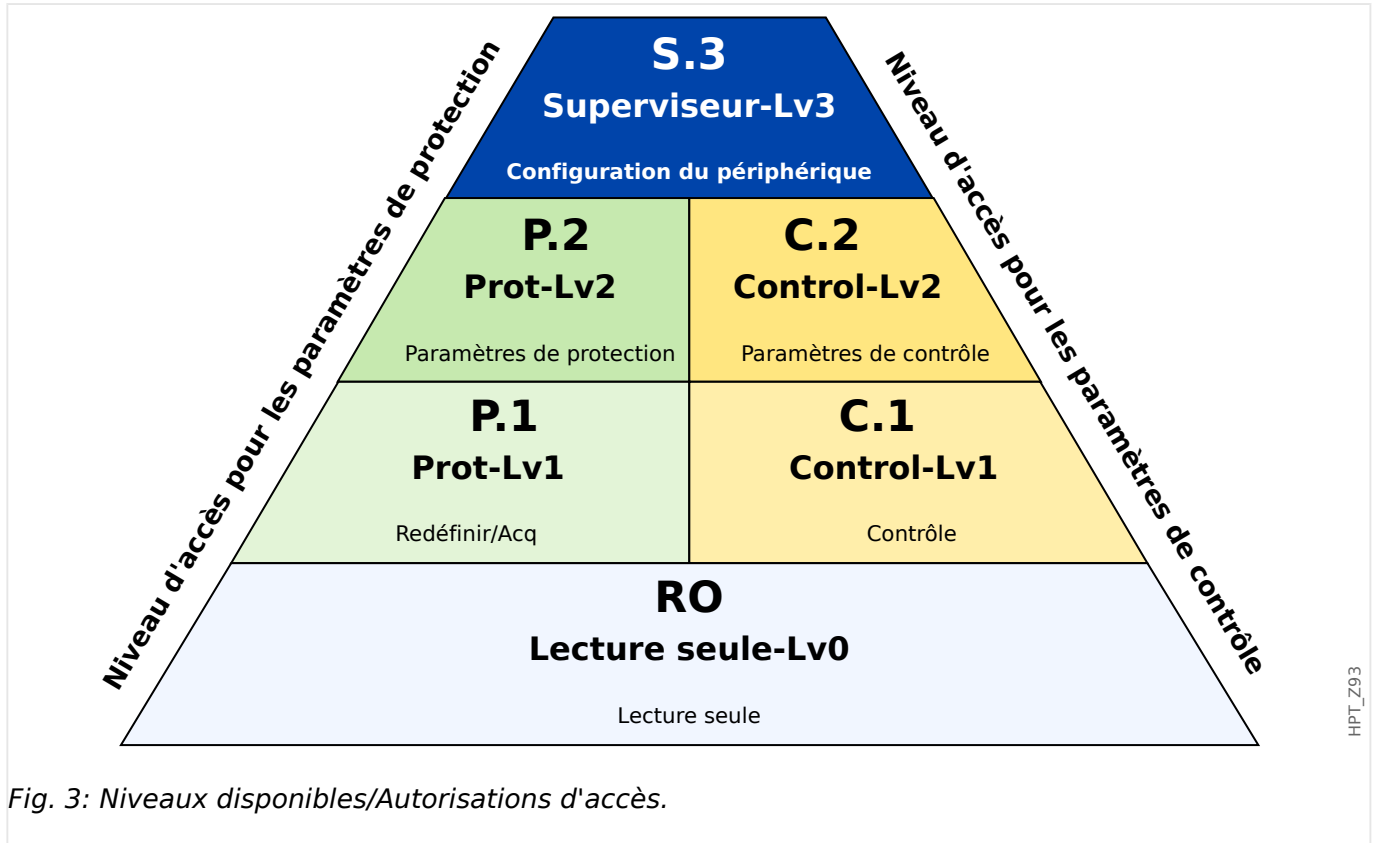 Niveau d'accès pour les paramètres de protection
Niveau d'accès pour les paramètres de contrôle
S.3
Superviseur-Lv3
Configuration du périphérique
P.2
Prot-Lv2
Paramètres de protection
C.2
Control-Lv2
Paramètres de contrôle
P.1
Prot-Lv1
Redéfinir/Acq
C.1
Control-Lv1
Contrôle
RO
Lecture seule-Lv0
Lecture seule
HPT_Z93
Fig. 3: Niveaux disponibles/Autorisations d'accès.